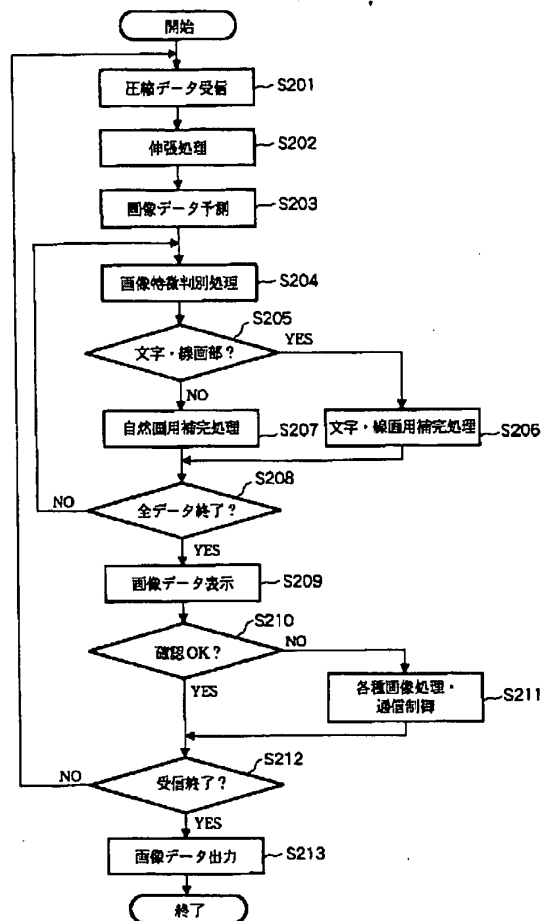 開始
圧縮データ受信
S201
伸張処理
S202
画像データ予測
S203
画像特徴判別処理
S204
文字・線画部？
S205
YES
NO
自然画用補完処理
S207
文字・線画用補完処理
S206
全データ終了？
S208
NO
YES
画像データ表示
S209
確認OK？
S210
NO
YES
各種画像処理・
通信制御
S211
受信終了？
S212
NO
YES
画像データ出力
S213
終了